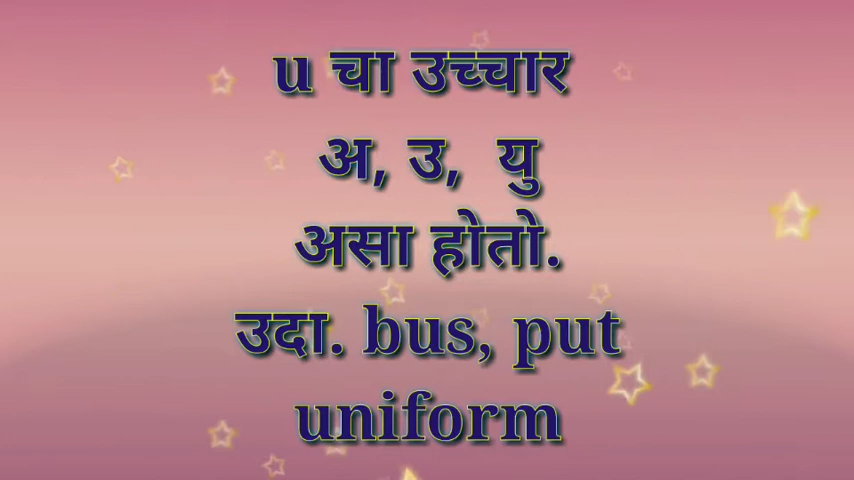 u चा उच्चार
अ, उ, यु
असा होतो.
उदा. bus, put
uniform